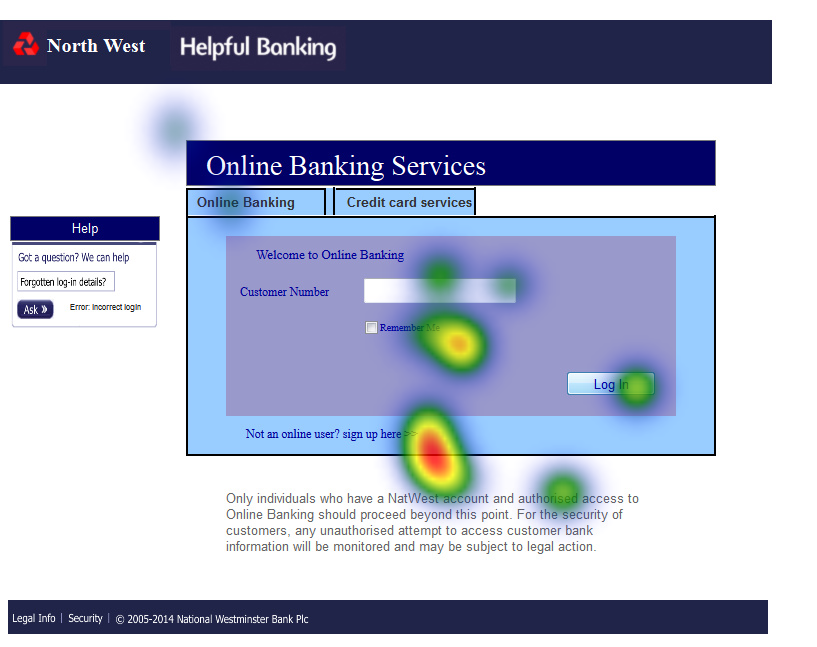 North West
Helpful Banking
Online Banking Services
Online Banking
Credit card services
Help
Got a question? We can help
Forgotten log-in details?
Ask »
Error: Incorrect login
Welcome to Online Banking
Customer Number
Remember Me
Log In
Not an online user? sign up here >>
Only individuals who have a NatWest account and authorised access to
Online Banking should proceed beyond this point. For the security of
customers, any unauthorised attempt to access customer bank
information will be monitored and may be subject to legal action.
Legal Info | Security | © 2005-2014 National Westminster Bank Plc